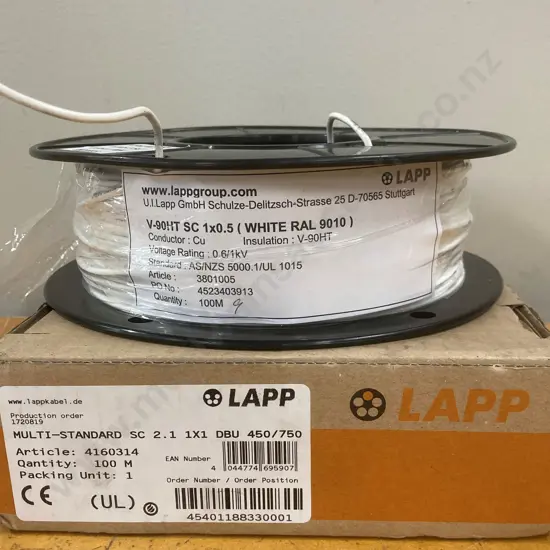 LAPP
www.lappgroup.com
U.I.Lapp GmbH Schulze-Delitzsch-Strasse 25 D-70565 Stuttgart
V-90HT SC 1x0.5 ( WHITE RAL 9010 )
Conductor : Cu Insulation : V-90HT
Voltage Rating : 0.6/1kV
Standard : AS/NZS 5000.1/UL 1015
Article : 3801005
PO No : 4523403913
Quantity : 100M 9
www.lappkabel.de
LAPP
LAPP
Production order
1720819
MULTI-STANDARD SC 2.1 1X1 DBU 450/750
Article: 4160314
Qantity: 100 M
Packing Unit: 1
EAN Number
4 044774 695907
Order Number / Order Position
CE (UL)
45401188330001